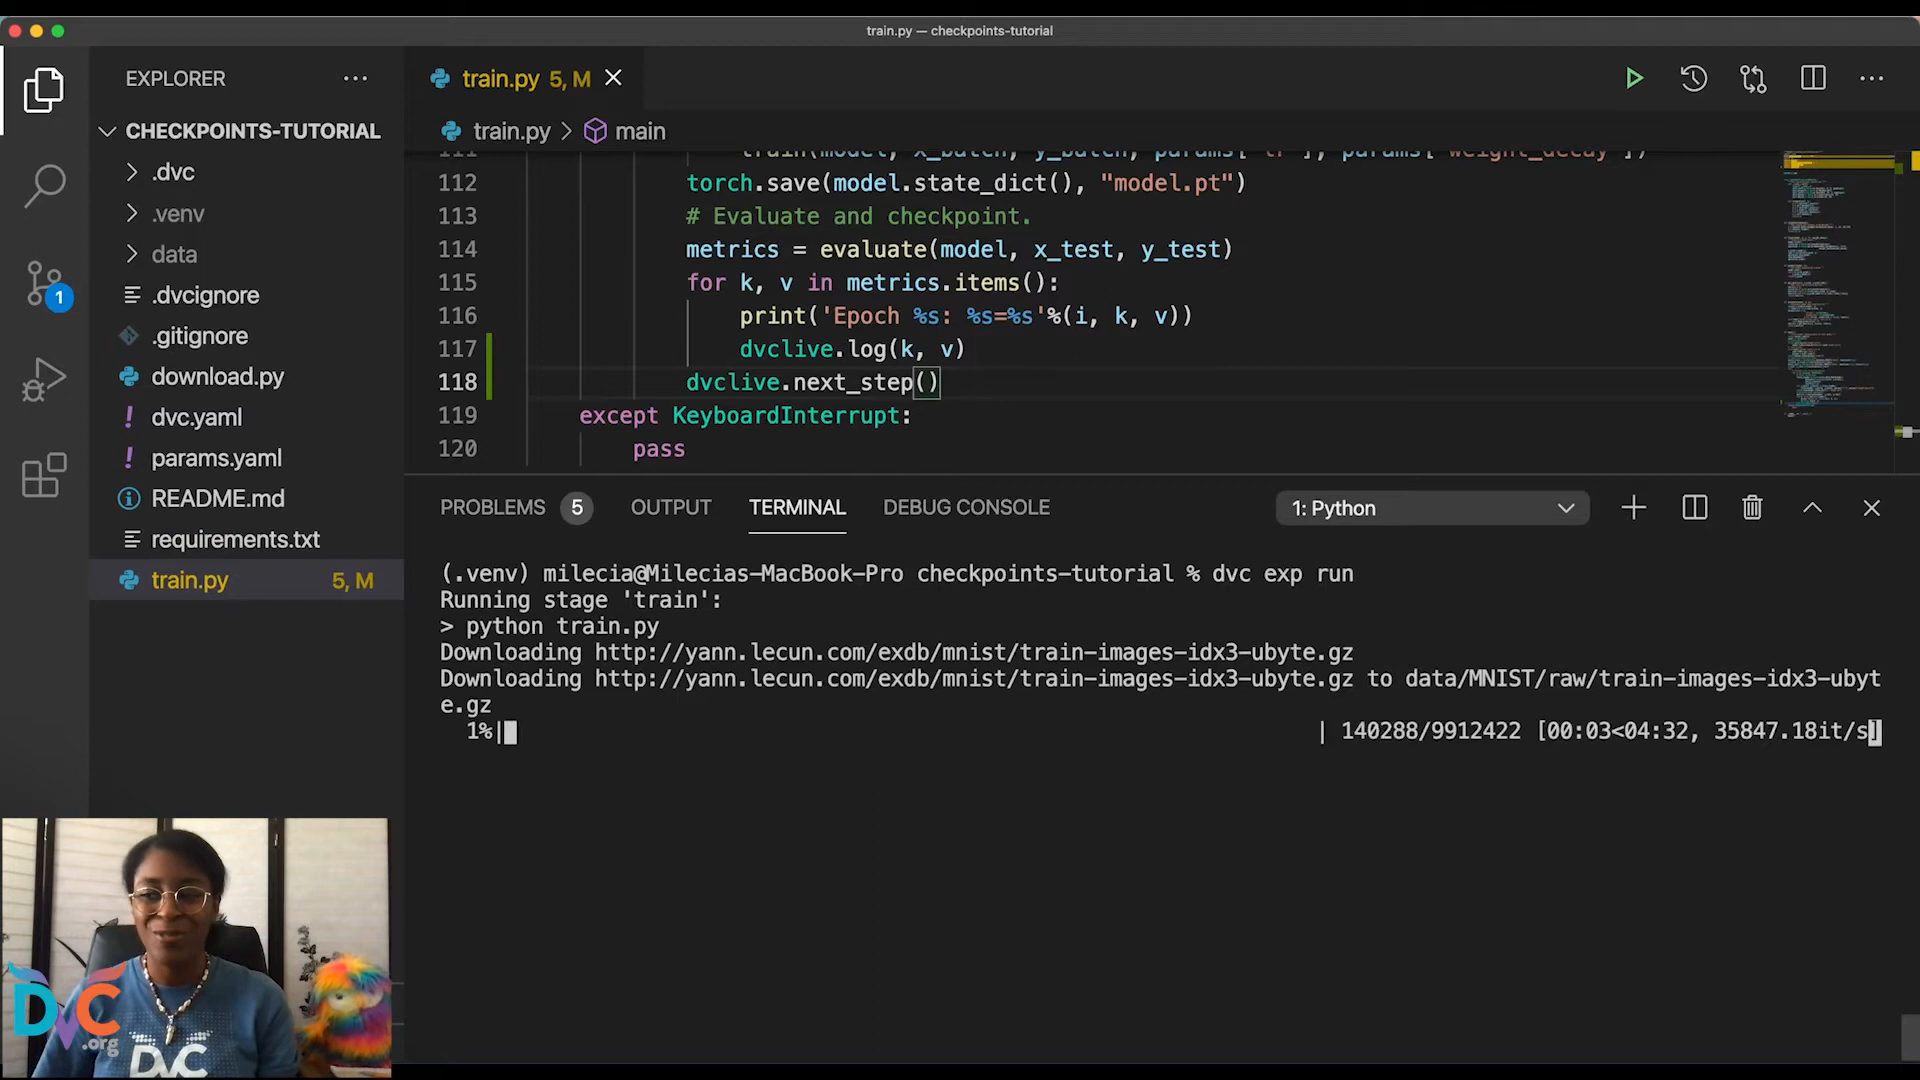 train.py — checkpoints-tutorial
EXPLORER
train.py 5, M
CHECKPOINTS-TUTORIAL
train.py > main
.dvc
.venv
data
.dvcignore
.gitignore
download.py
dvc.yaml
params.yaml
README.md
requirements.txt
train.py 5, M
1
111 train(model, x_batch, y_batch, params['lr'], params['weight_decay'])
112 torch.save(model.state_dict(), "model.pt")
113 # Evaluate and checkpoint.
114 metrics = evaluate(model, x_test, y_test)
115 for k, v in metrics.items():
116 print('Epoch %s: %s=%s'%(i, k, v))
117 dvclive.log(k, v)
118 dvclive.next_step()
119 except KeyboardInterrupt:
120 pass
PROBLEMS 5 OUTPUT TERMINAL DEBUG CONSOLE 1: Python
(.venv) milecia@Milecias-MacBook-Pro checkpoints-tutorial % dvc exp run
Running stage 'train':
> python train.py
Downloading http://yann.lecun.com/exdb/mnist/train-images-idx3-ubyte.gz
Downloading http://yann.lecun.com/exdb/mnist/train-images-idx3-ubyte.gz to data/MNIST/raw/train-images-idx3-ubyt
e.gz
1%| | 140288/9912422 [00:03<04:32, 35847.18it/s]
DVC
.org
DVC